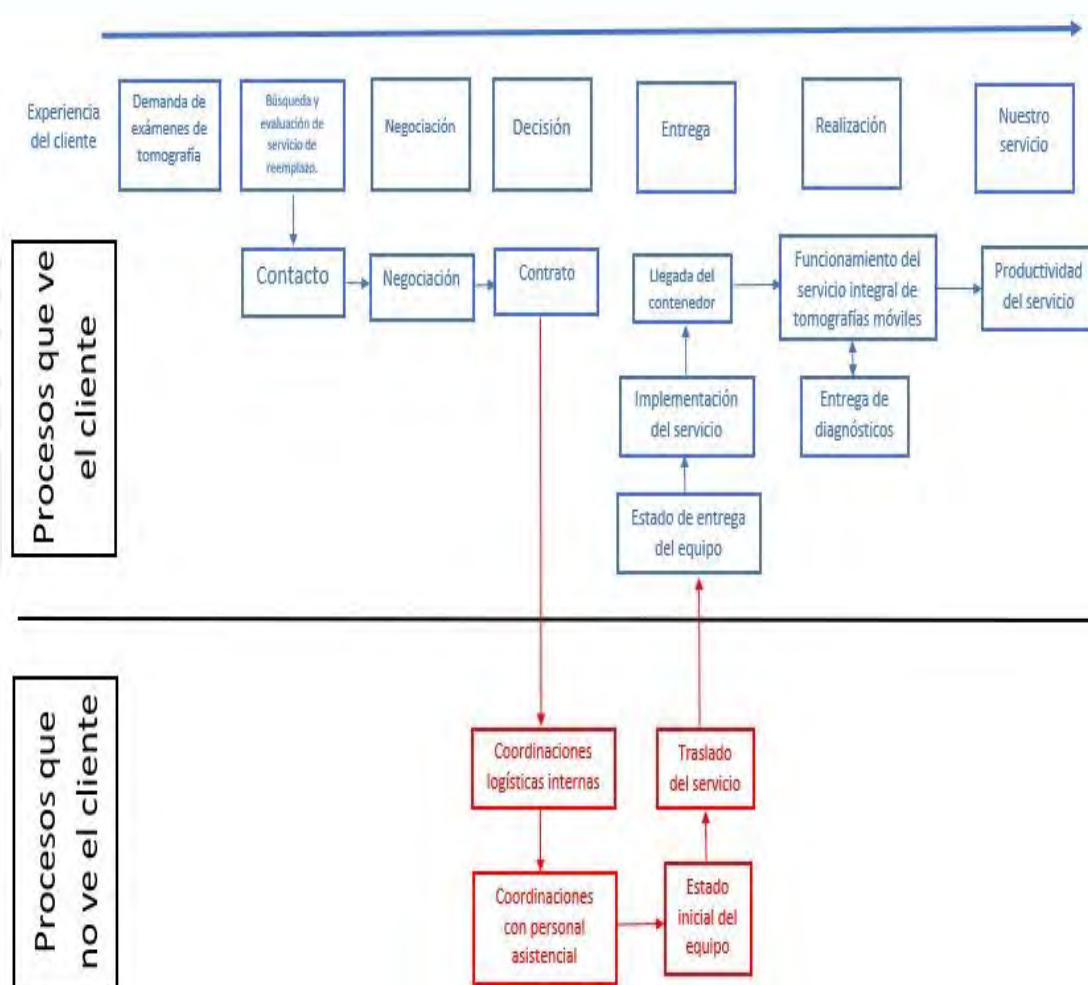 Experiencia
del cliente
Demanda de
exámenes de
tomografía
Búsqueda y
evaluación de
servicio de
reemplazo.
Negociación
Decisión
Entrega
Realización
Nuestro
servicio
Procesos que ve
el cliente
Contacto
Negociación
Contrato
Llegada del
contenedor
Funcionamiento del
servicio integral de
tomografías móviles
Productividad
del servicio
Implementación
del servicio
Entrega de
diagnósticos
Estado de entrega
del equipo
Procesos que
no ve el cliente
Coordinaciones
logísticas internas
Traslado
del servicio
Coordinaciones
con personal
asistencial
Estado
inicial del
equipo